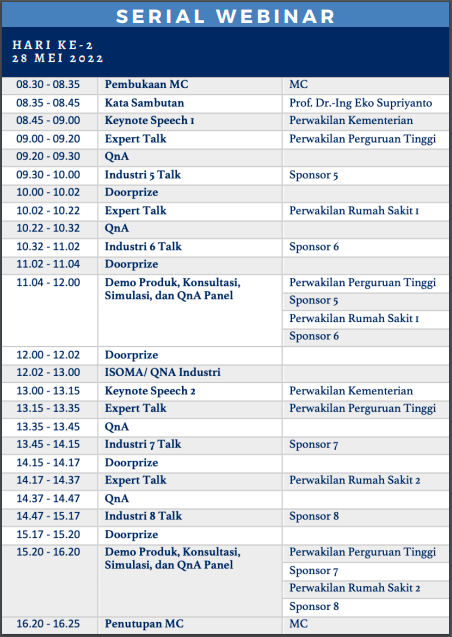 SERIAL WEBINAR
HARI KE-2
28 MEI 2022
08.30 - 08.35 Pembukaan MC MC
08.35 - 08.45 Kata Sambutan Prof. Dr.-Ing Eko Supriyanto
08.45 - 09.00 Keynote Speech 1 Perwakilan Kementerian
09.00 - 09.20 Expert Talk Perwakilan Perguruan Tinggi
09.20 - 09.30 QnA
09.30 - 10.00 Industri 5 Talk Sponsor 5
10.00 - 10.02 Doorprize
10.02 - 10.22 Expert Talk Perwakilan Rumah Sakit 1
10.22 - 10.32 QnA
10.32 - 11.02 Industri 6 Talk Sponsor 6
11.02 - 11.04 Doorprize
11.04 - 12.00 Demo Produk, Konsultasi, Perwakilan Perguruan Tinggi
Simulasi, dan QnA Panel Sponsor 5
Perwakilan Rumah Sakit 1
Sponsor 6
12.00 - 12.02 Doorprize
12.02 - 13.00 ISOMA/ QNA Industri
13.00 - 13.15 Keynote Speech 2 Perwakilan Kementerian
13.15 - 13.35 Expert Talk Perwakilan Perguruan Tinggi
13.35 - 13.45 QnA
13.45 - 14.15 Industri 7 Talk Sponsor 7
14.15 - 14.17 Doorprize
14.17 - 14.37 Expert Talk Perwakilan Rumah Sakit 2
14.37 - 14.47 QnA
14.47 - 15.17 Industri 8 Talk Sponsor 8
15.17 - 15.20 Doorprize
15.20 - 16.20 Demo Produk, Konsultasi, Perwakilan Perguruan Tinggi
Simulasi, dan QnA Panel Sponsor 7
Perwakilan Rumah Sakit 2
Sponsor 8
16.20 - 16.25 Penutupan MC MC